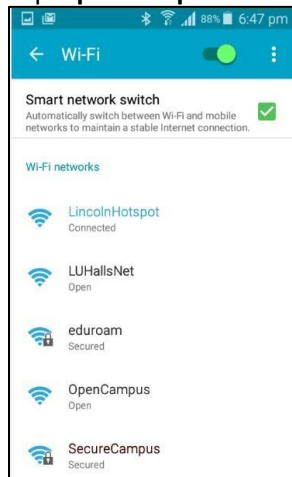 88% 6:47 pm
Wi-Fi
Smart network switch
Automatically switch between Wi-Fi and mobile
networks to maintain a stable Internet connection.
Wi-Fi networks
LincolnHotspot
Connected
LUHallsNet
Open
eduroam
Secured
OpenCampus
Open
SecureCampus
Secured